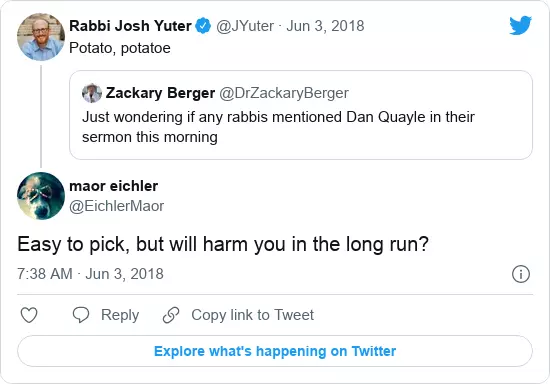 Rabbi Josh Yuter @JYuter · Jun 3, 2018
Potato, potatoe
Zackary Berger @DrZackaryBerger
Just wondering if any rabbis mentioned Dan Quayle in their
sermon this morning
maor eichler
@EichlerMaor
Easy to pick, but will harm you in the long run?
7:38 AM · Jun 3, 2018
Reply Copy link to Tweet
Explore what's happening on Twitter